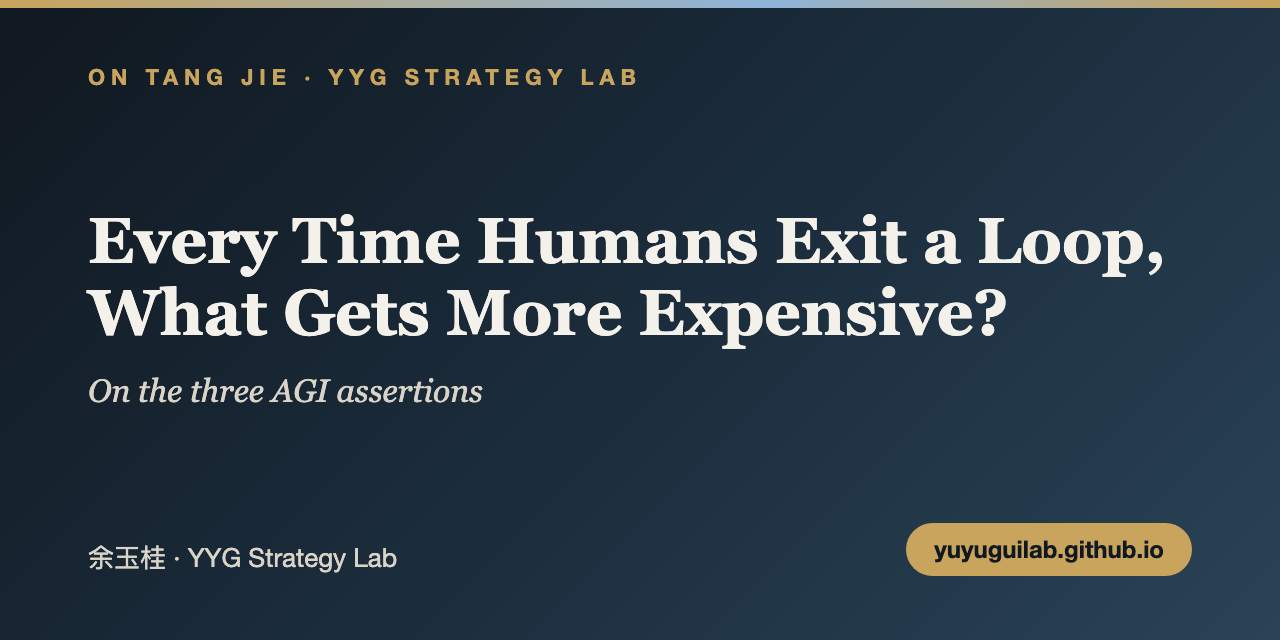 ON TANG JIE · YYG STRATEGY LAB
Every Time Humans Exit a Loop,
What Gets More Expensive?
On the three AGI assertions
余玉桂 · YYG Strategy Lab
yuyuguilab.github.io